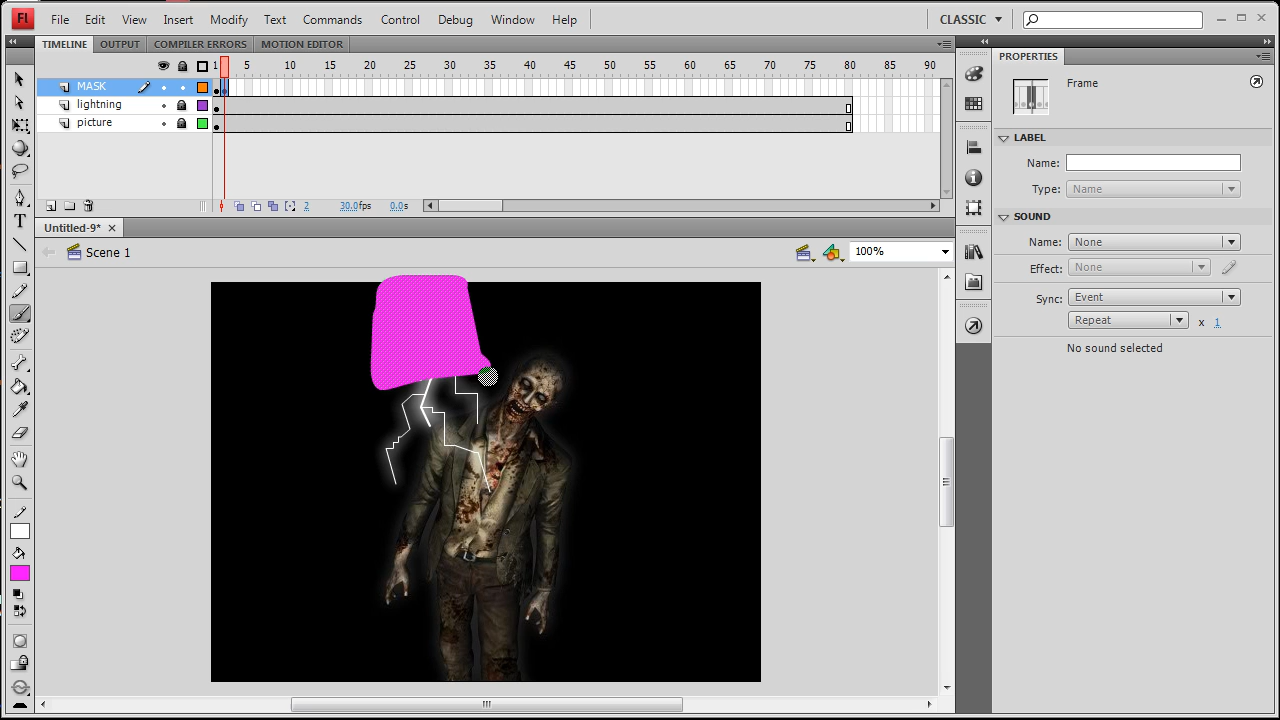 Fl File Edit View Insert Modify Text Commands Control Debug Window Help CLASSIC
TIMELINE OUTPUT COMPILER ERRORS MOTION EDITOR
1 5 10 15 20 25 30 35 40 45 50 55 60 65 70 75 80 85 90
MASK
lightning
picture
2 30.0fps 0.0s
Untitled-9* ×
Scene 1 100%
T
PROPERTIES
Frame
LABEL
Name:
Type: Name
SOUND
Name: None
Effect: None
Sync: Event
Repeat x 1
No sound selected